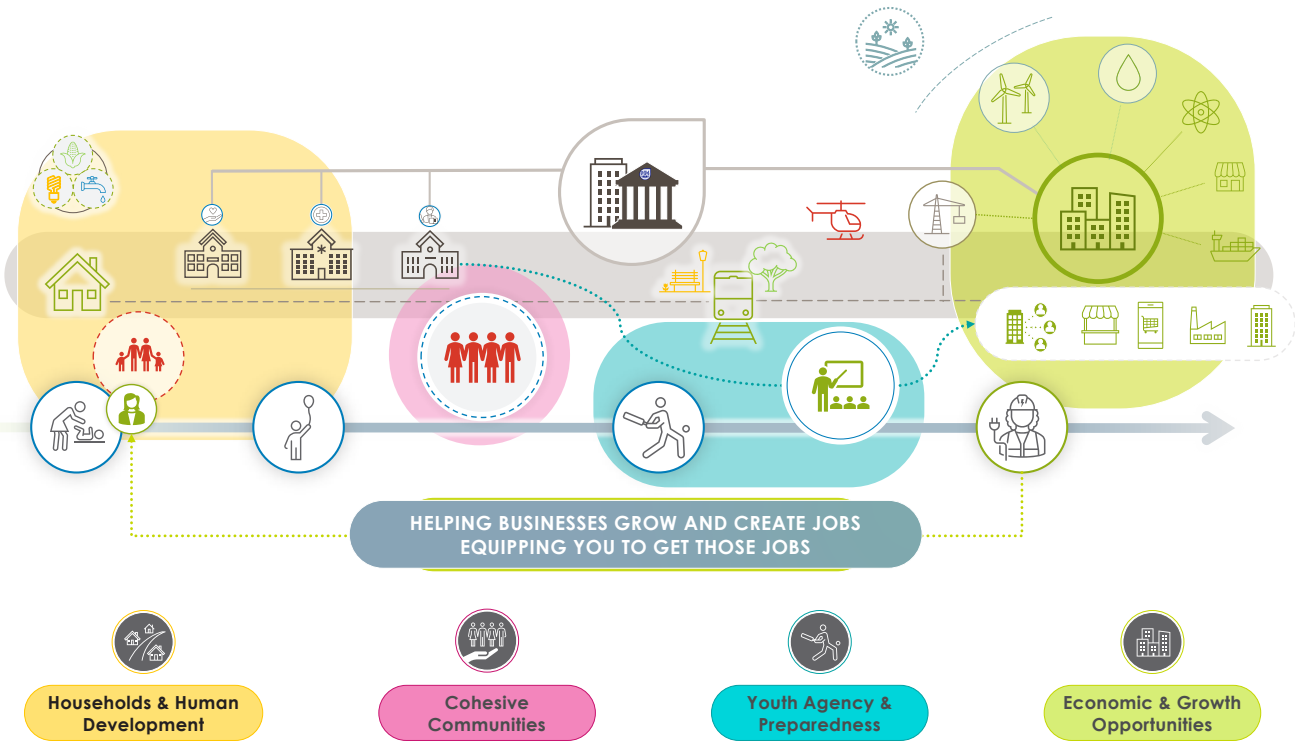 HELPING BUSINESSES GROW AND CREATE JOBS
EQUIPPING YOU TO GET THOSE JOBS
Households & Human
Development
Cohesive
Communities
Youth Agency &
Preparedness
Economic & Growth
Opportunities